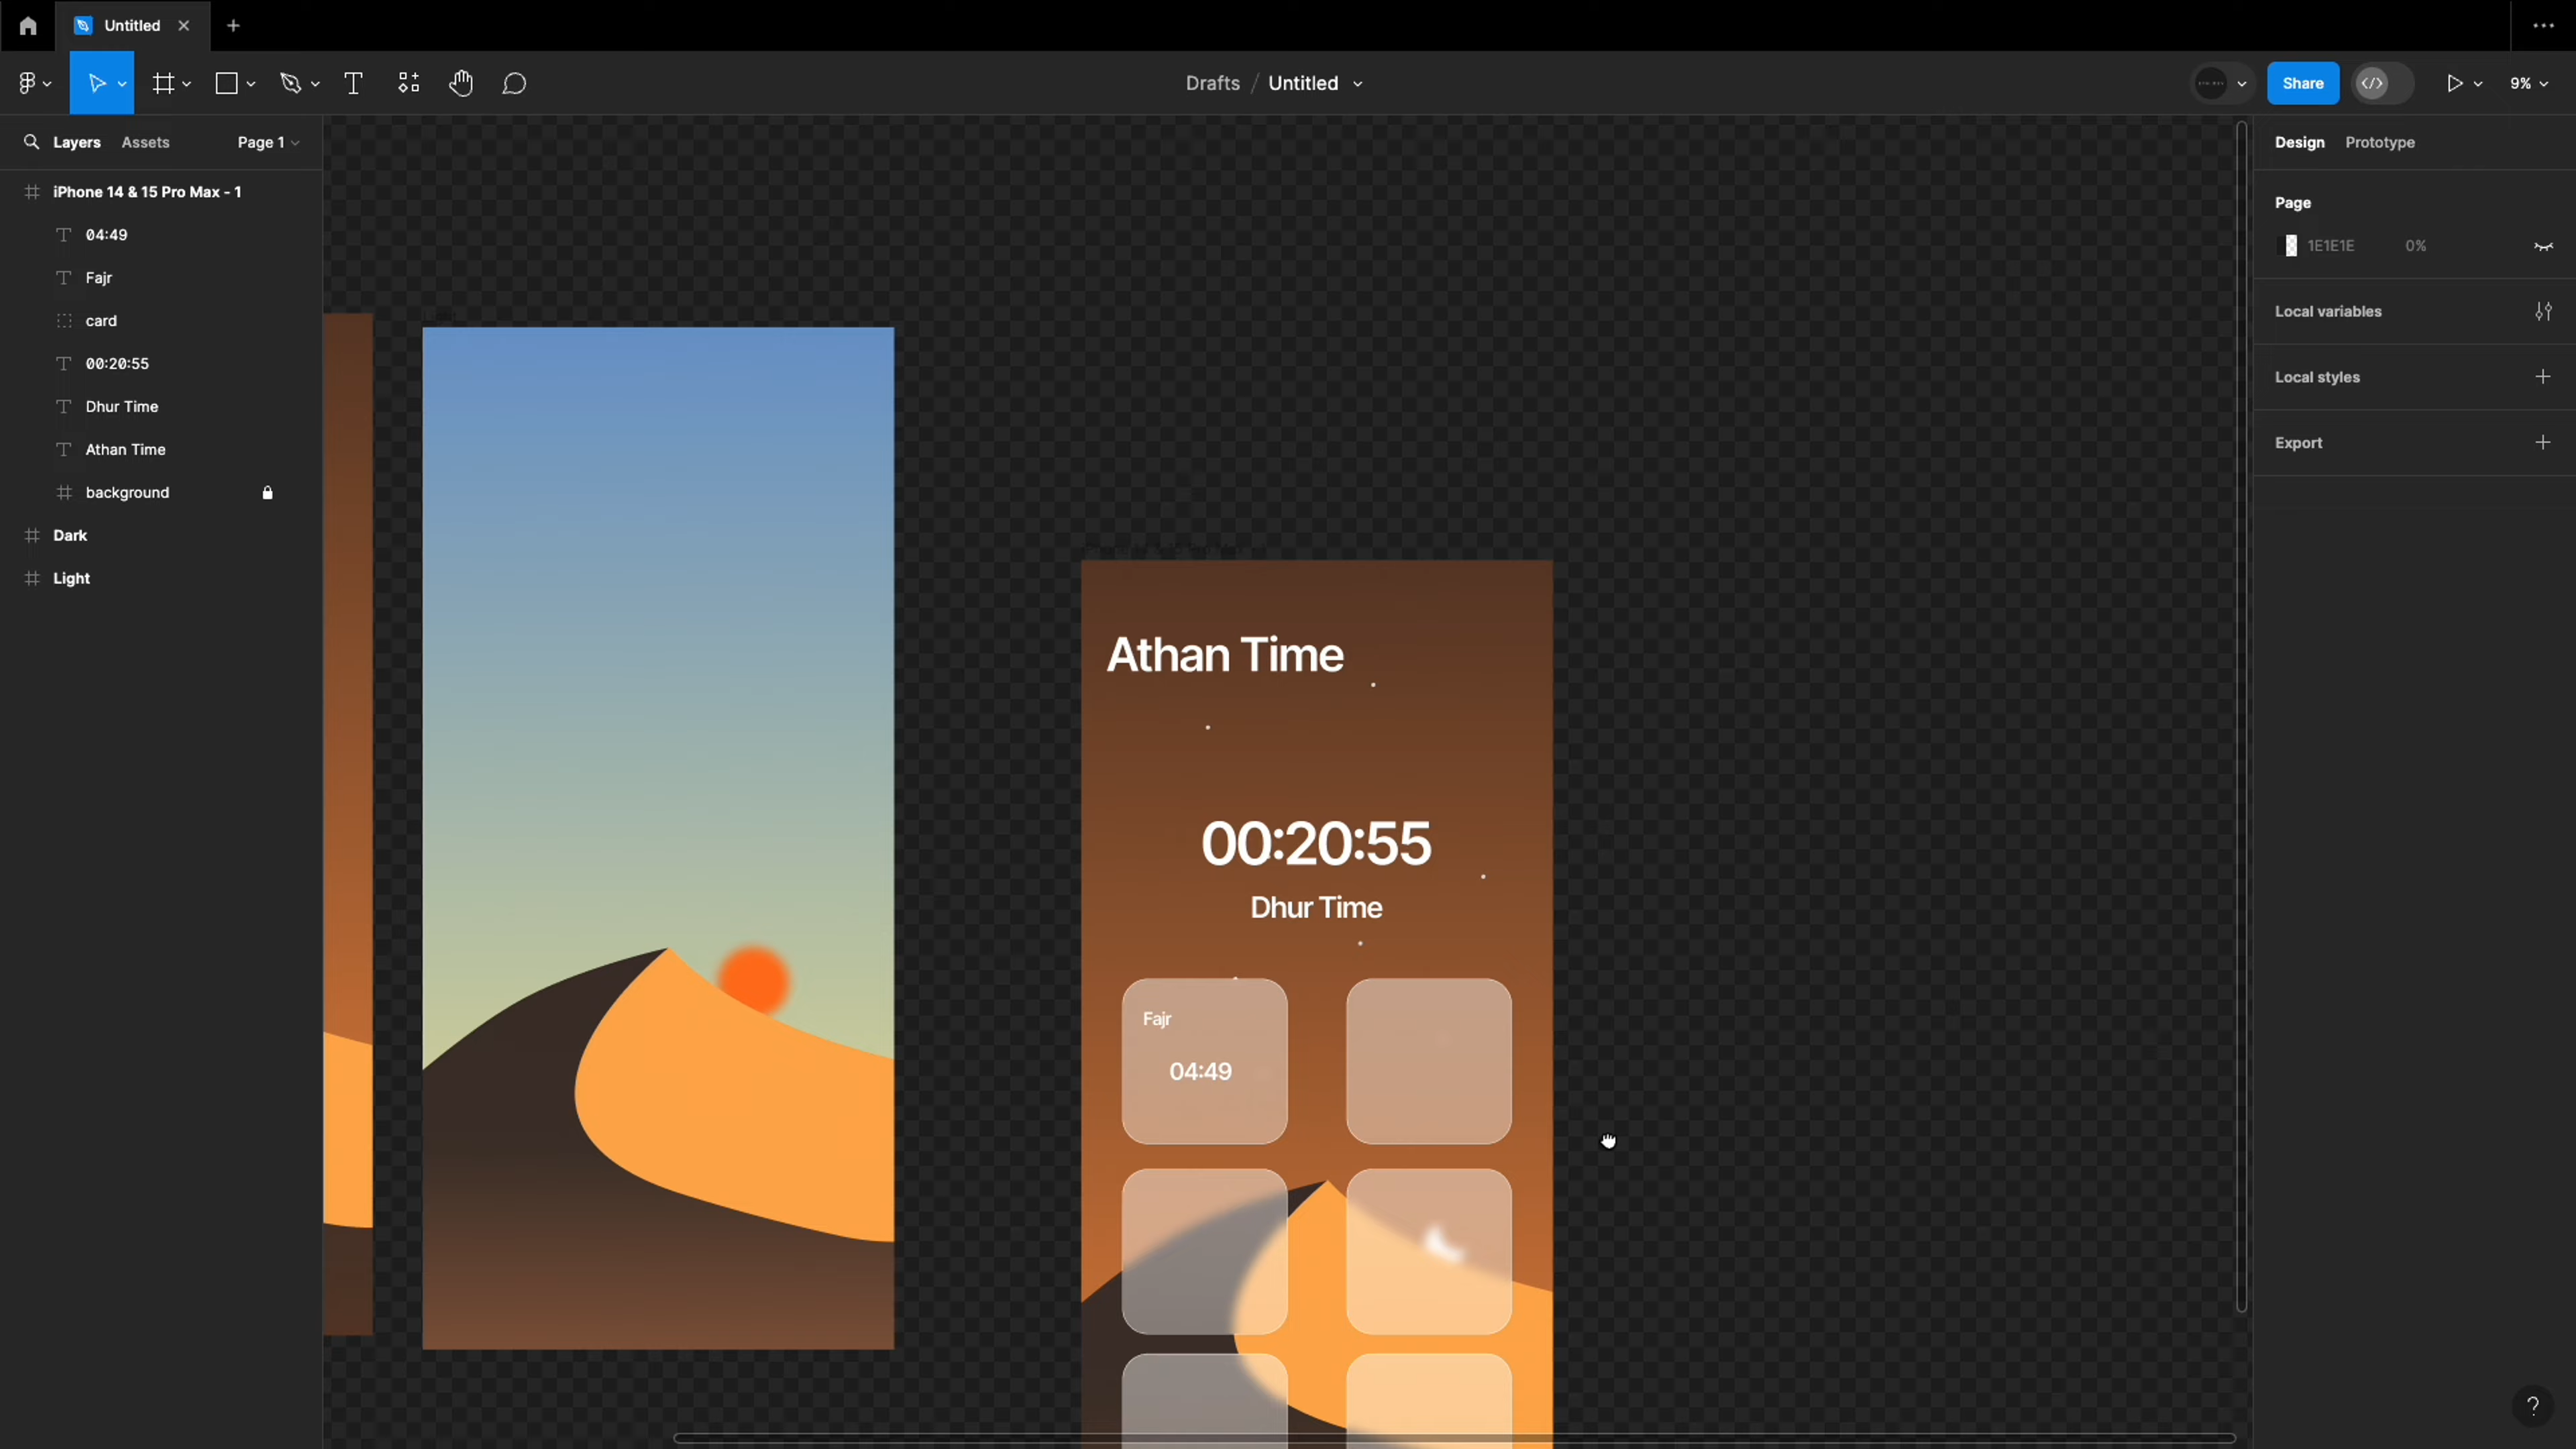 Untitled
Drafts / Untitled
Share
9%
Layers Assets Page 1
iPhone 14 & 15 Pro Max - 1
04:49
Fajr
card
00:20:55
Dhur Time
Athan Time
background
Dark
Light
Athan Time
00:20:55
Dhur Time
Fajr
04:49
Design Prototype
Page
1E1E1E 0%
Local variables
Local styles
Export
?